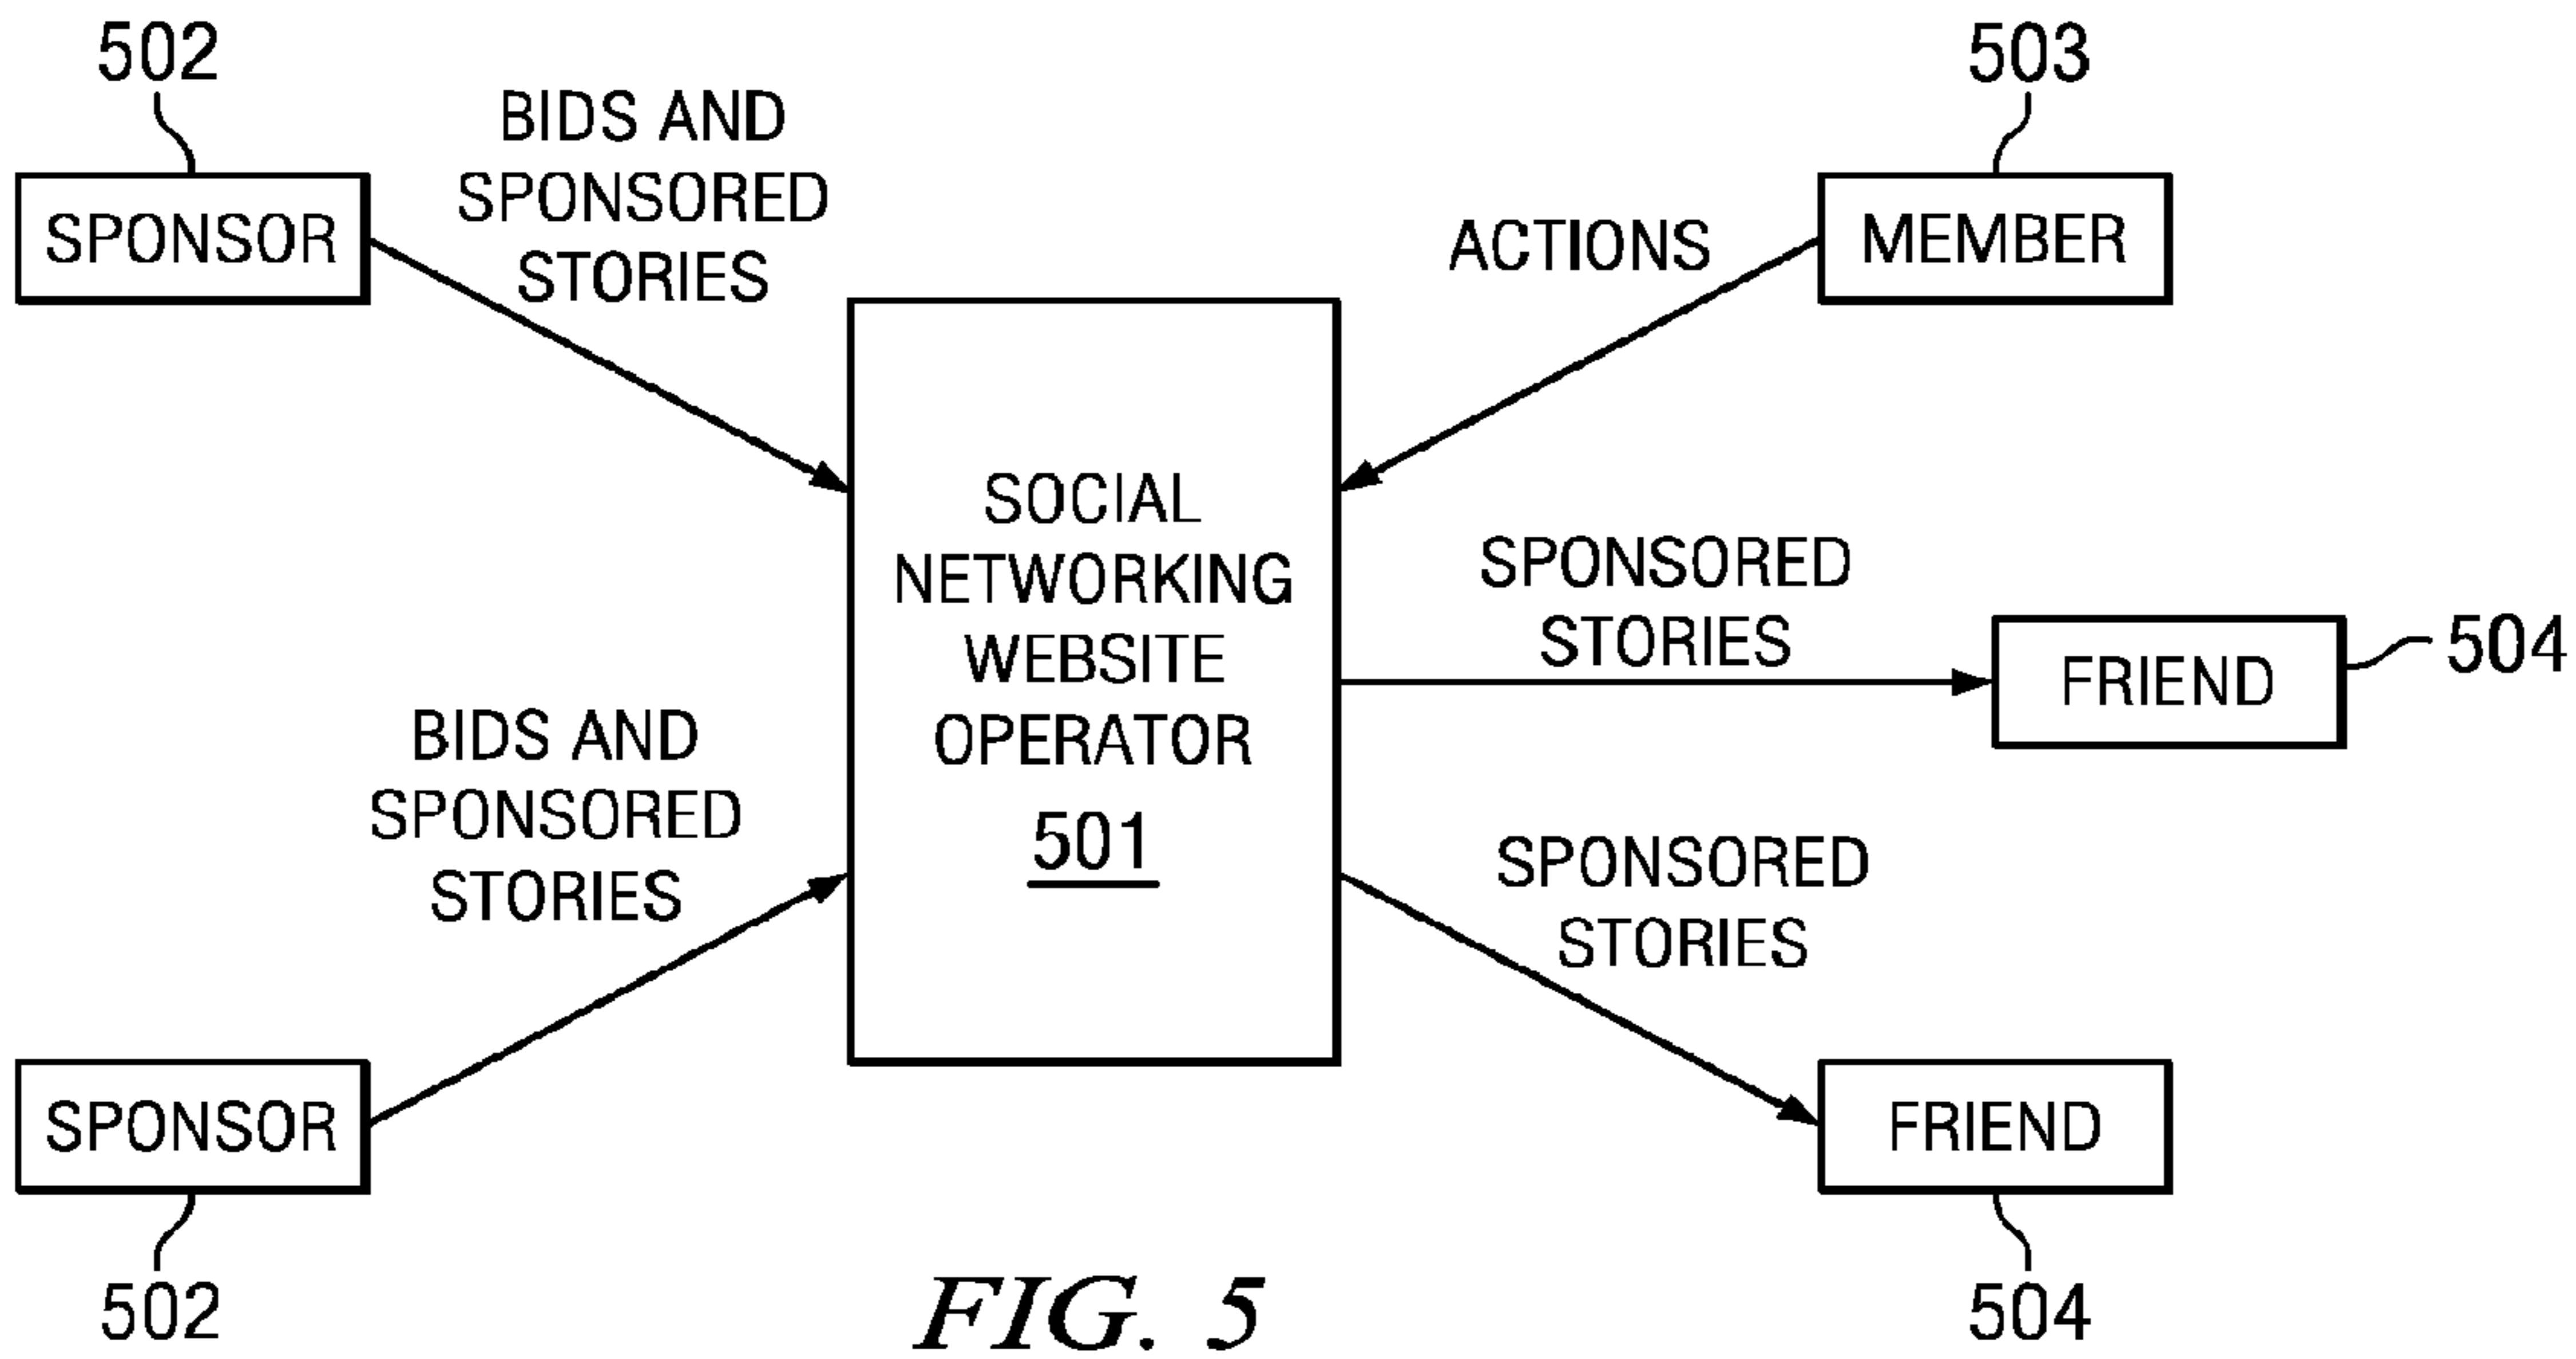 502
SPONSOR
BIDS AND
SPONSORED
STORIES
503
MEMBER
ACTIONS
SOCIAL
NETWORKING
WEBSITE
OPERATOR
501
SPONSORED
STORIES
FRIEND
504
BIDS AND
SPONSORED
STORIES
SPONSOR
502
SPONSORED
STORIES
FRIEND
504
FIG. 5